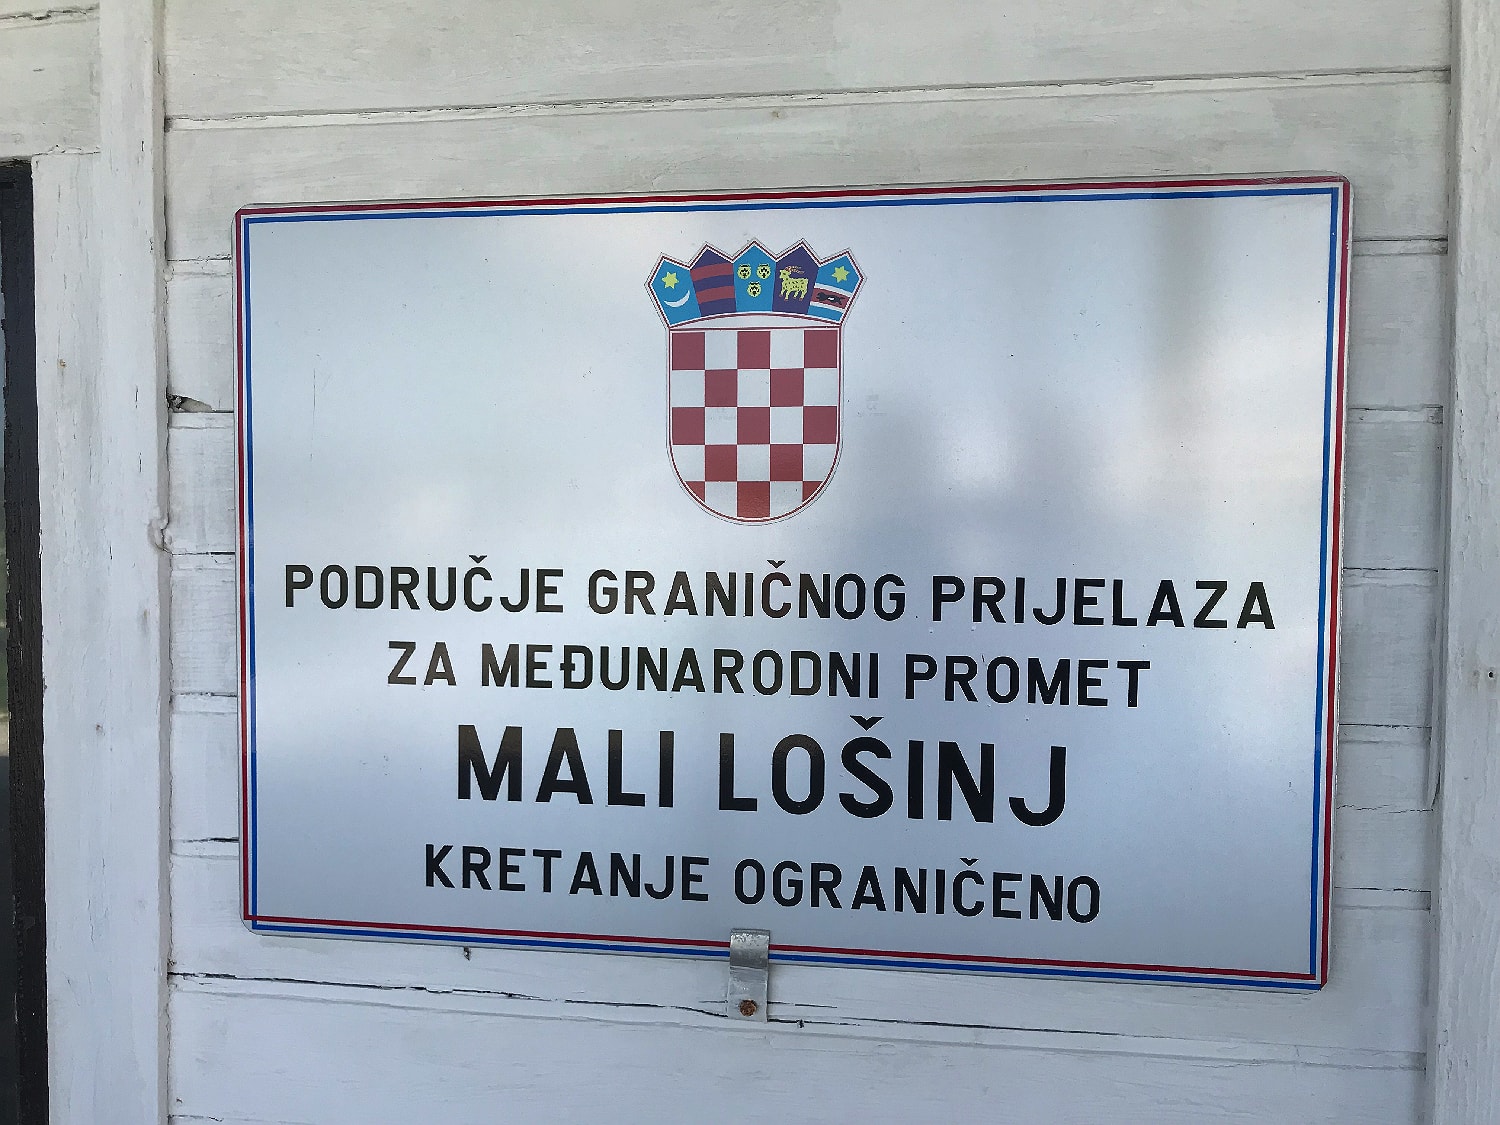 PODRUČJE GRANIČNOG PRIJELAZA
ZA MEĐUNARODNI PROMET
MALI LOŠINJ
KRETANJE OGRANIČENO